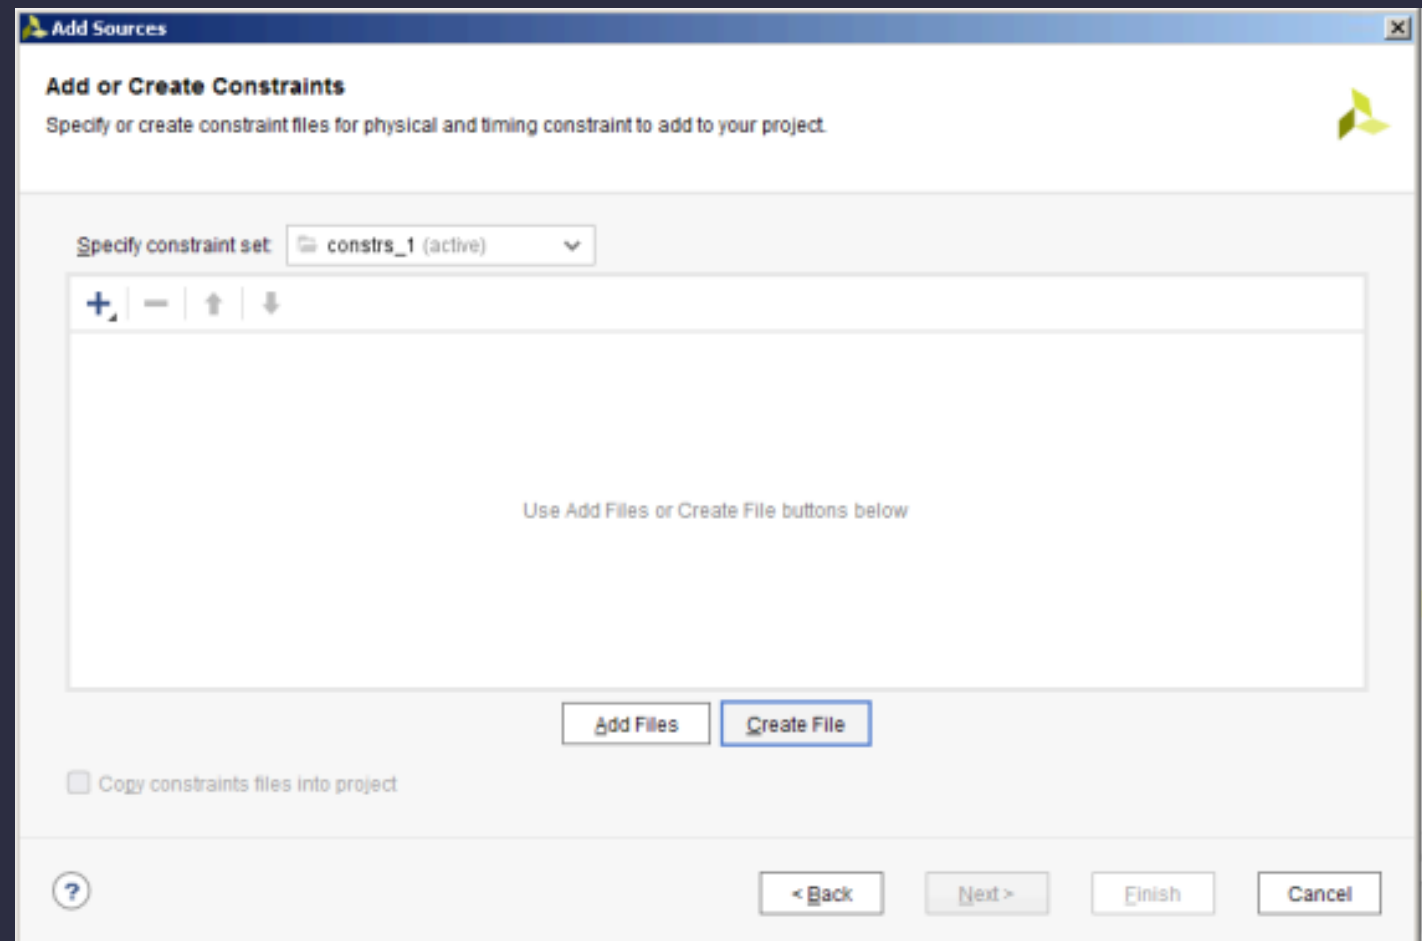 Add Sources
Add or Create Constraints
Specify or create constraint files for physical and timing constraint to add to your project.
Specify constraint set: constrs_1 (active)
Use Add Files or Create File buttons below
Add Files Create File
Copy constraints files into project
? < Back Next > Finish Cancel